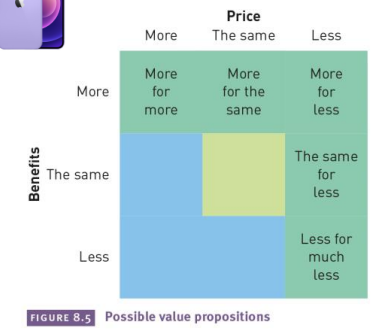 Price
More The same Less
More
More
for
more
More
for the
same
More
for
less
Benefits
The same
The same
for
less
Less
Less for
much
less
FIGURE 8.5 Possible value propositions